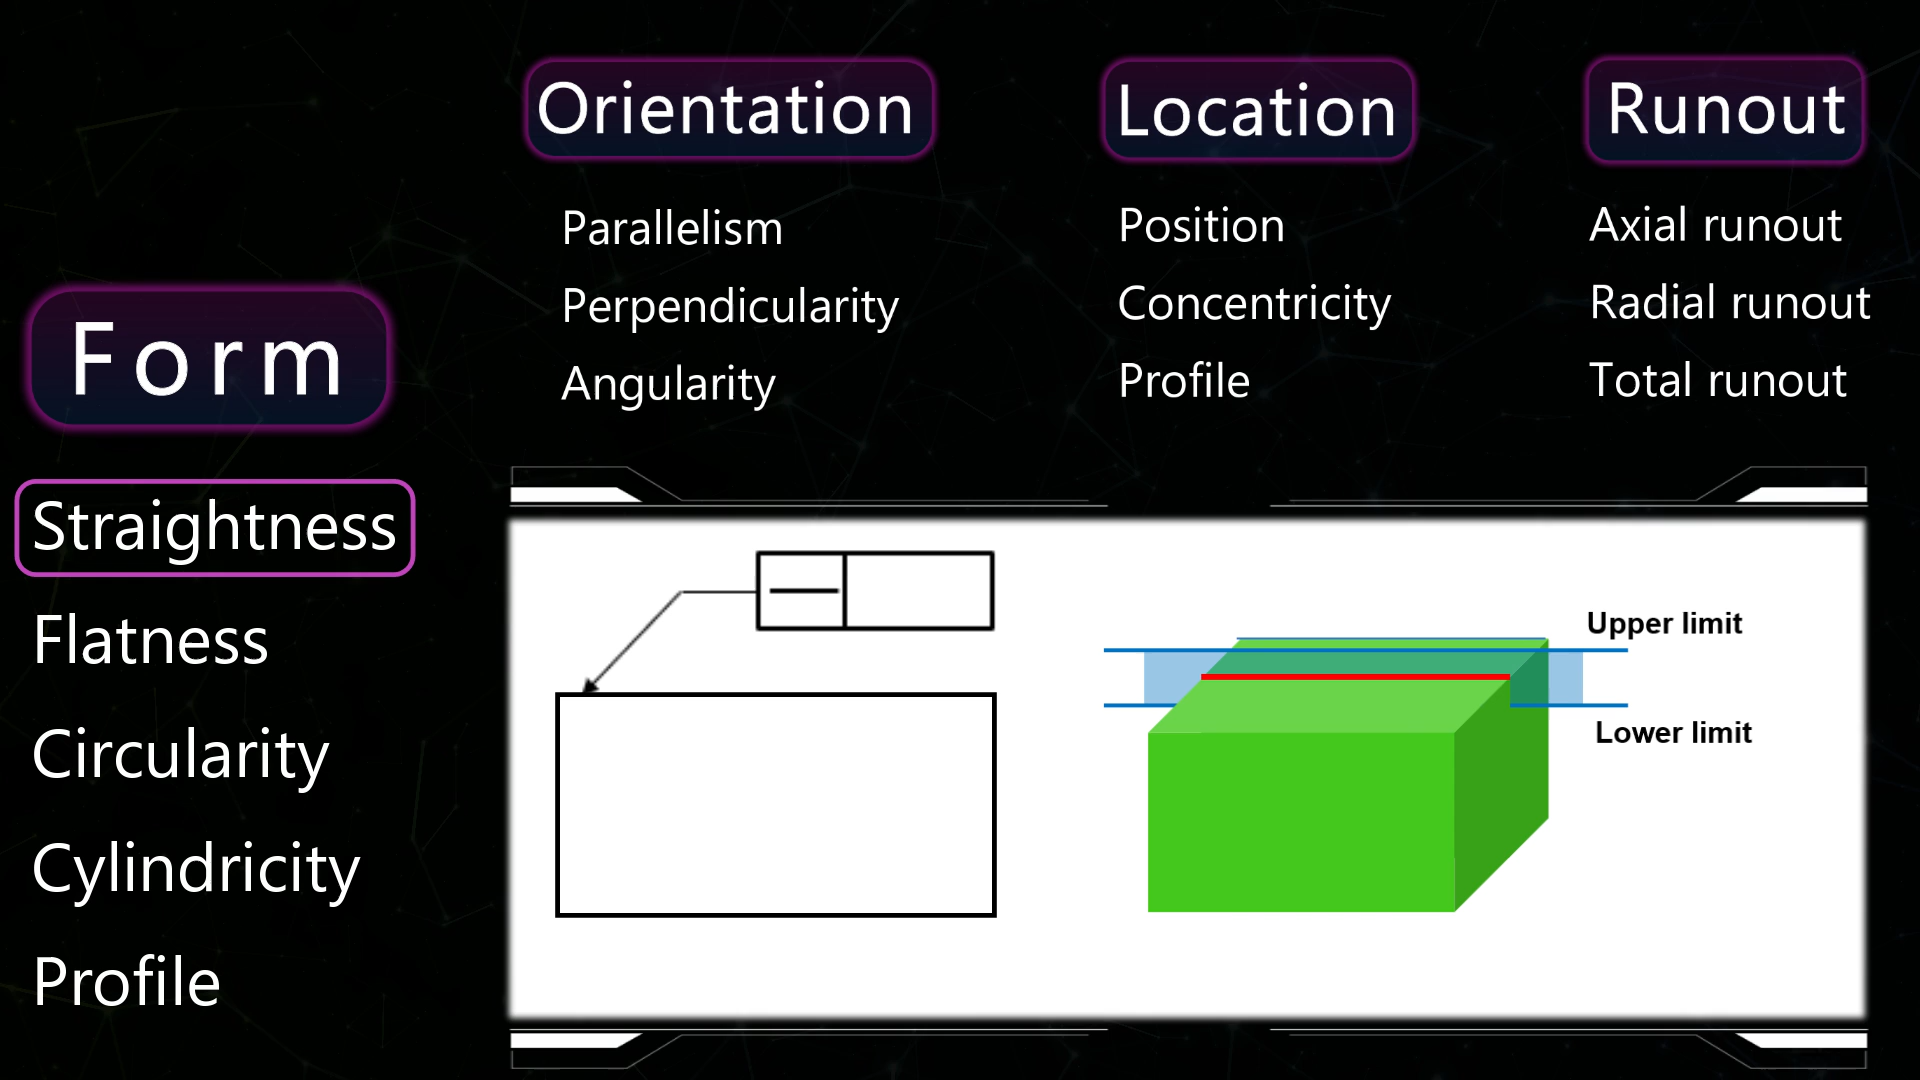 Orientation
Parallelism
Perpendicularity
Angularity
Location
Position
Concentricity
Profile
Runout
Axial runout
Radial runout
Total runout
Form
Straightness
Flatness
Circularity
Cylindricity
Profile
Upper limit
Lower limit